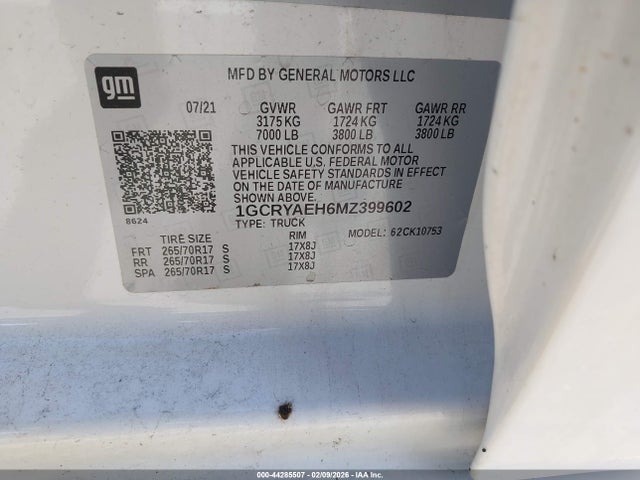 gm
MFD BY GENERAL MOTORS LLC
07/21 GVWR GAWR FRT GAWR RR
3175 KG 1724 KG 1724 KG
7000 LB 3800 LB 3800 LB
THIS VEHICLE CONFORMS TO ALL
APPLICABLE U.S. FEDERAL MOTOR
VEHICLE SAFETY STANDARDS IN EFFECT
ON THE DATE OF MANUFACTURE
SHOWN ABOVE.
1GCRYAEH6MZ399602
8624
TYPE: TRUCK MODEL: 62CK10753
TIRE SIZE RIM
FRT 265/70R17 S 17X8J
RR 265/70R17 S 17X8J
SPA 265/70R17 S 17X8J
000-44285507 - 02/09/2026 - IAA Inc.